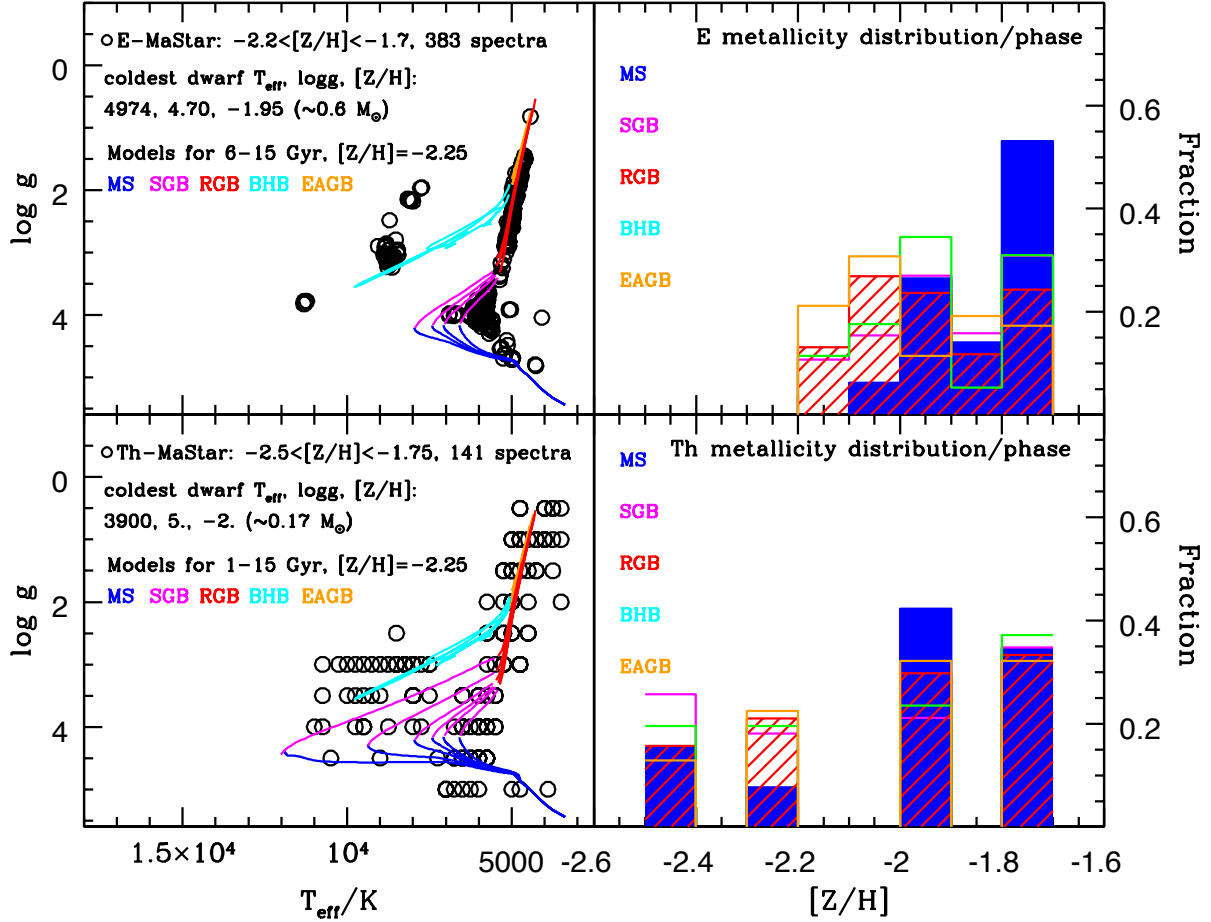 E-MaStar: -2.2<[Z/H]<-1.7, 383 spectra
coldest dwarf T_eff, logg, [Z/H]:
4974, 4.70, -1.95 (~0.6 M⊙)
Models for 6-15 Gyr, [Z/H]=-2.25
MS SGB RGB BHB EAGB
0
2
4
log g
E metallicity distribution/phase
MS
SGB
RGB
BHB
EAGB
0.6
0.4
0.2
Fraction
Th-MaStar: -2.5<[Z/H]<-1.75, 141 spectra
coldest dwarf T_eff, logg, [Z/H]:
3900, 5., -2. (~0.17 M⊙)
Models for 1-15 Gyr, [Z/H]=-2.25
MS SGB RGB BHB EAGB
0
2
4
log g
1.5×10⁴ 10⁴ 5000
T_eff/K
Th metallicity distribution/phase
MS
SGB
RGB
BHB
EAGB
0.6
0.4
0.2
Fraction
-2.6 -2.4 -2.2 -2 -1.8 -1.6
[Z/H]